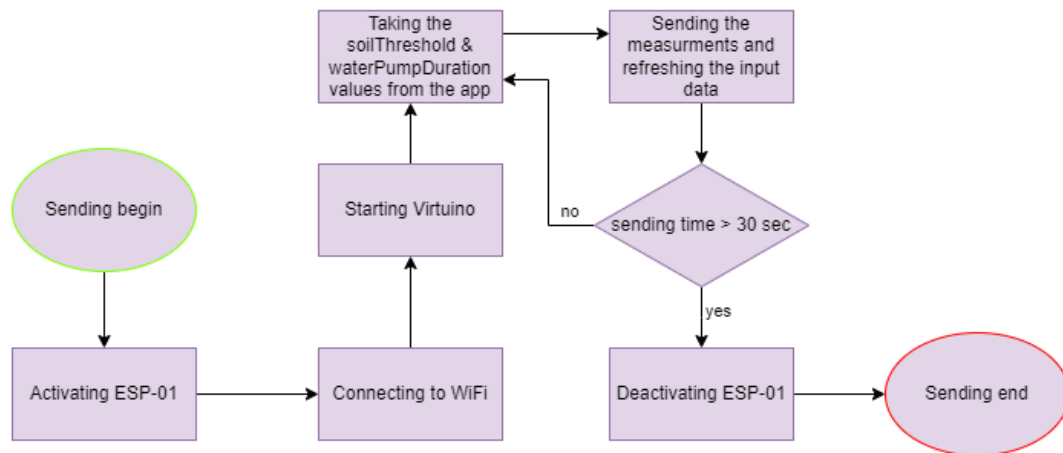 Sending begin
Activating ESP-01
Connecting to WiFi
Starting Virtuino
Taking the
soilThreshold &
waterPumpDuration
values from the app
Sending the
measurments and
refreshing the input
data
sending time > 30 sec
no
yes
Deactivating ESP-01
Sending end